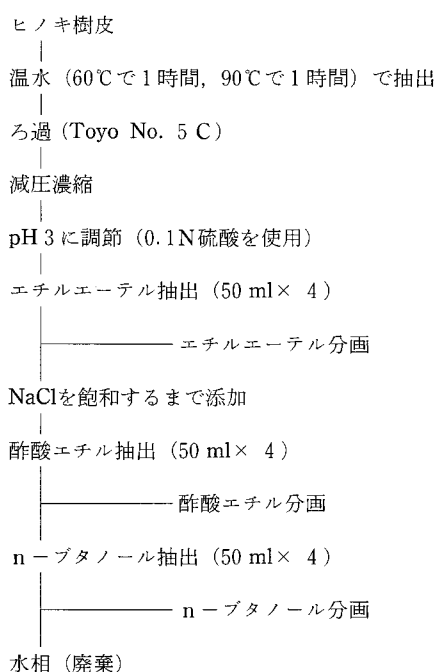 ヒノキ樹皮
温水（60℃で1時間，90℃で1時間）で抽出
ろ過（Toyo No. 5 C）
減圧濃縮
pH 3 に調節（0.1N硫酸を使用）
エチルエーテル抽出（50 ml× 4）
エチルエーテル分画
NaClを飽和するまで添加
酢酸エチル抽出（50 ml× 4）
酢酸エチル分画
n－ブタノール抽出（50 ml× 4）
n－ブタノール分画
水相（廃棄）